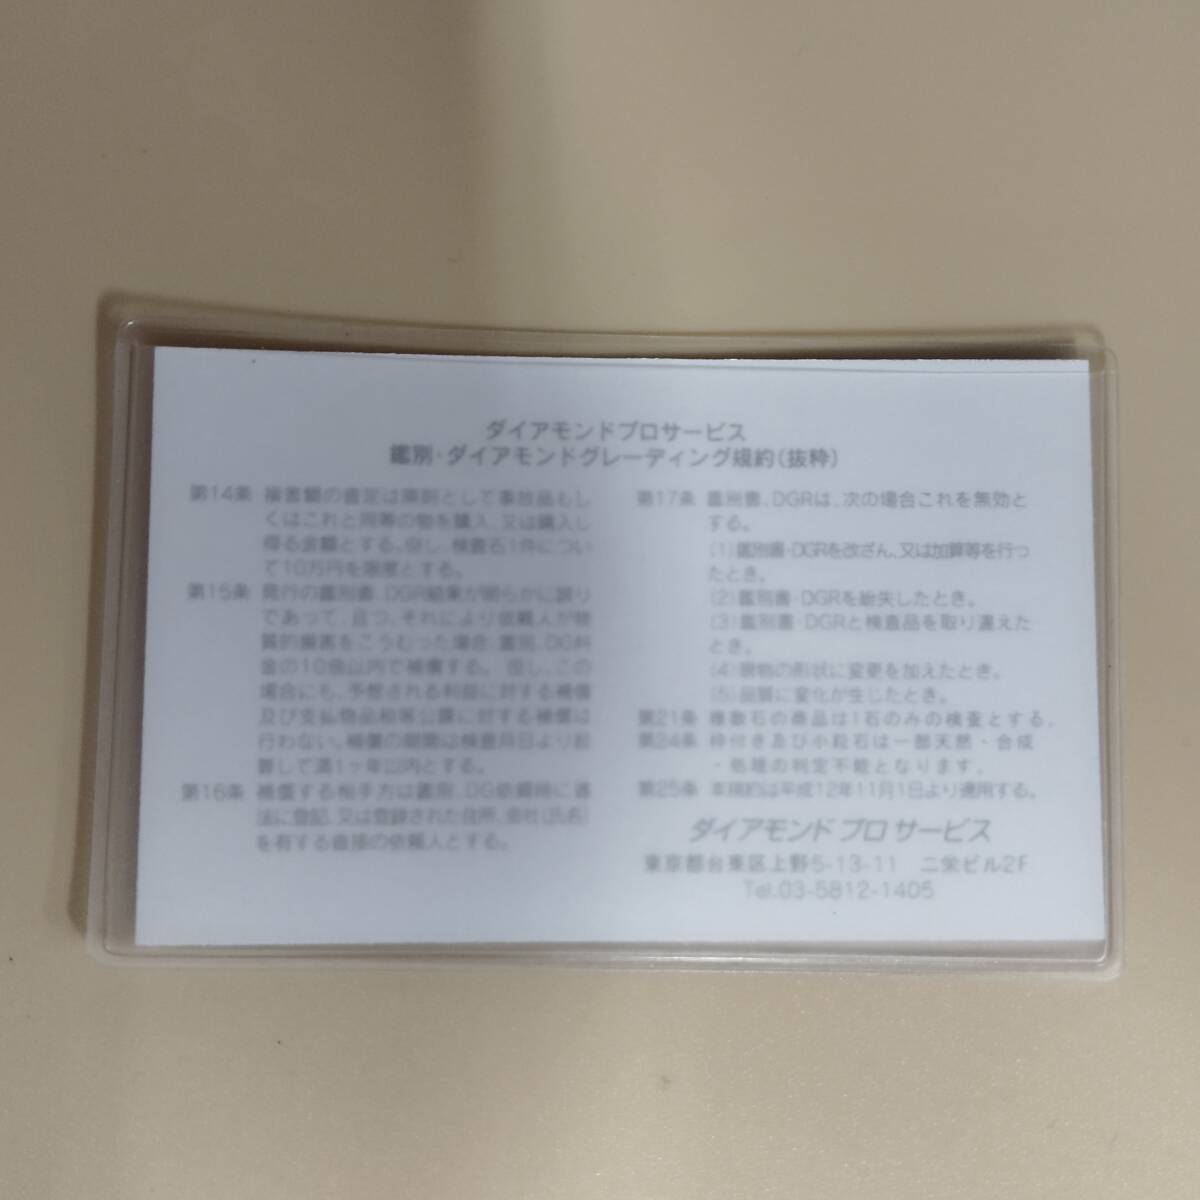 ダイアモンドプロサービス
鑑別・ダイアモンドグレーディング規約(抜粋)
第14条 損害額の査定は原則として事故品もし
くはこれと同等の物を購入、又は購入し
得る金額とする。但し、検査石1件につい
て10万円を限度とする。
第15条 発行の鑑別書、DGR結果が明らかに誤り
であって、且つ、それにより依頼人が物
質的損害をこうむった場合、鑑別、DG料
金の10倍以内で補償する。但し、この
場合にも、予想される利益に対する補償
及び支払物品租等公課に対する補償は
行わない。補償の期間は検査月日より起
算して満1ヶ年以内とする。
第16条 補償する相手方は鑑別、DG依頼時に適
法に登記、又は登録された住所、会社(氏名)
を有する直接の依頼人とする。
第17条 鑑別書、DGRは、次の場合これを無効と
する。
(1)鑑別書・DGRを改ざん、又は加算等を行っ
たとき。
(2)鑑別書・DGRを紛失したとき。
(3)鑑別書・DGRと検査品を取り違えた
とき。
(4)現物の形状に変更を加えたとき。
(5)品質に変化が生じたとき。
第21条 複数石の商品は1石のみの検査とする。
第24条 枠付き及び小粒石は一部天然・合成
・処理の判定不能となります。
第25条 本規約は平成12年11月1日より適用する。
ダイアモンド プロ サービス
東京都台東区上野5-13-11 二栄ビル2F
Tel.03-5812-1405